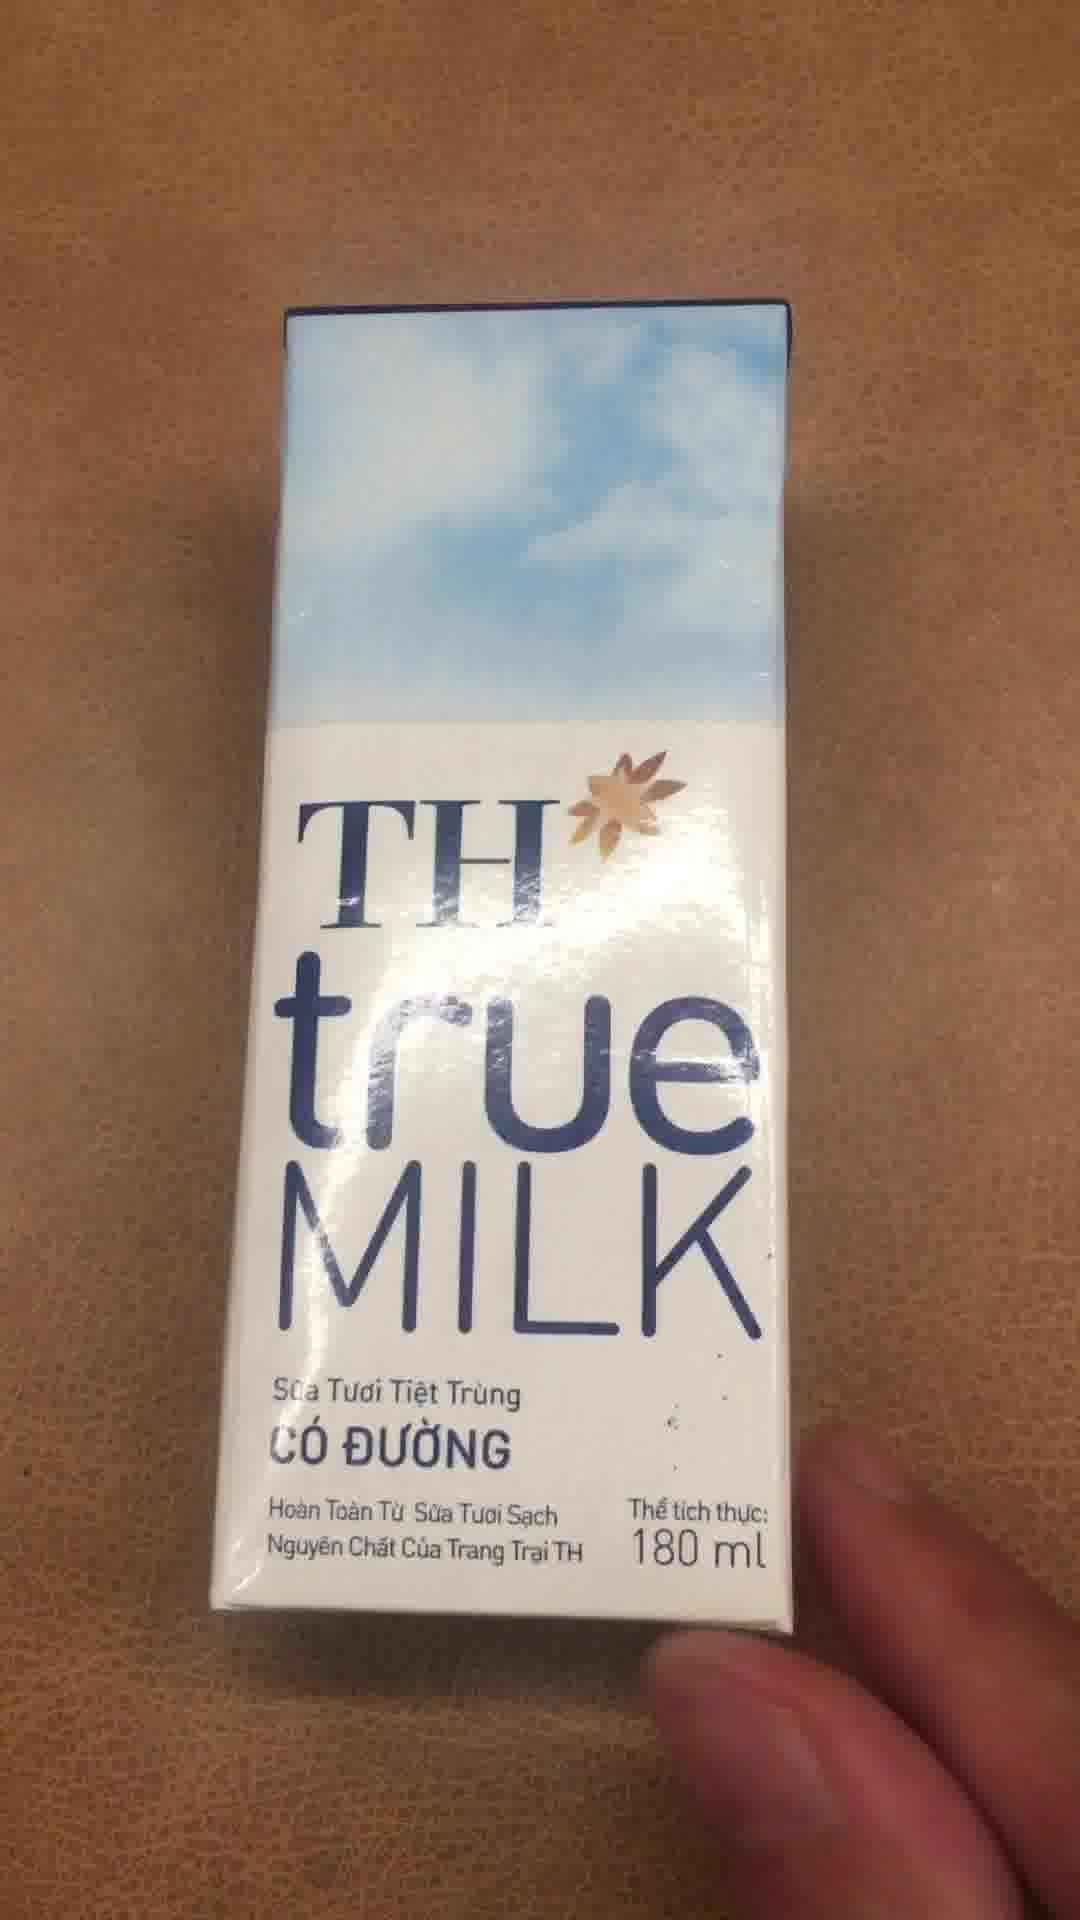 TH
true
MILK
Sữa Tươi Tiệt Trùng
CÓ ĐƯỜNG
Hoàn Toàn Từ Sữa Tươi Sạch
Nguyên Chất Của Trang Trại TH
Thể tích thực:
180 ml